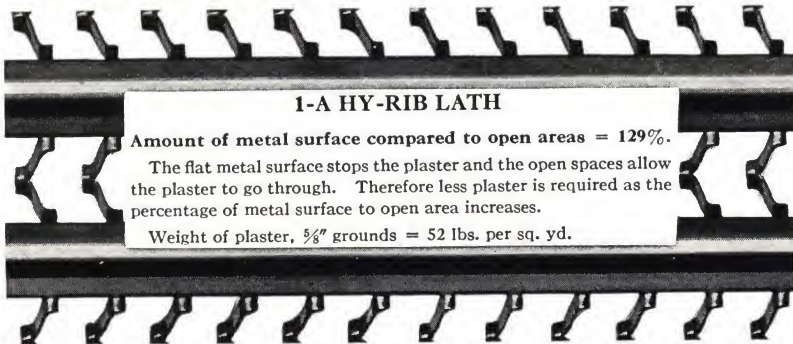 1-A HY-RIB LATH
Amount of metal surface compared to open areas = 129%.
The flat metal surface stops the plaster and the open spaces allow
the plaster to go through. Therefore less plaster is required as the
percentage of metal surface to open area increases.
Weight of plaster, ⅝″ grounds = 52 lbs. per sq. yd.